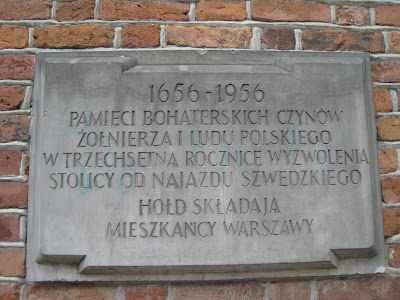 1656-1956
PAMIĘCI BOHATERSKICH CZYNÓW
ŻOŁNIERZA I LUDU POLSKIEGO
W TRZECHSETNĄ ROCZNICĘ WYZWOLENIA
STOLICY OD NAJAZDU SZWEDZKIEGO
HOŁD SKŁADAJĄ
MIESZKAŃCY WARSZAWY